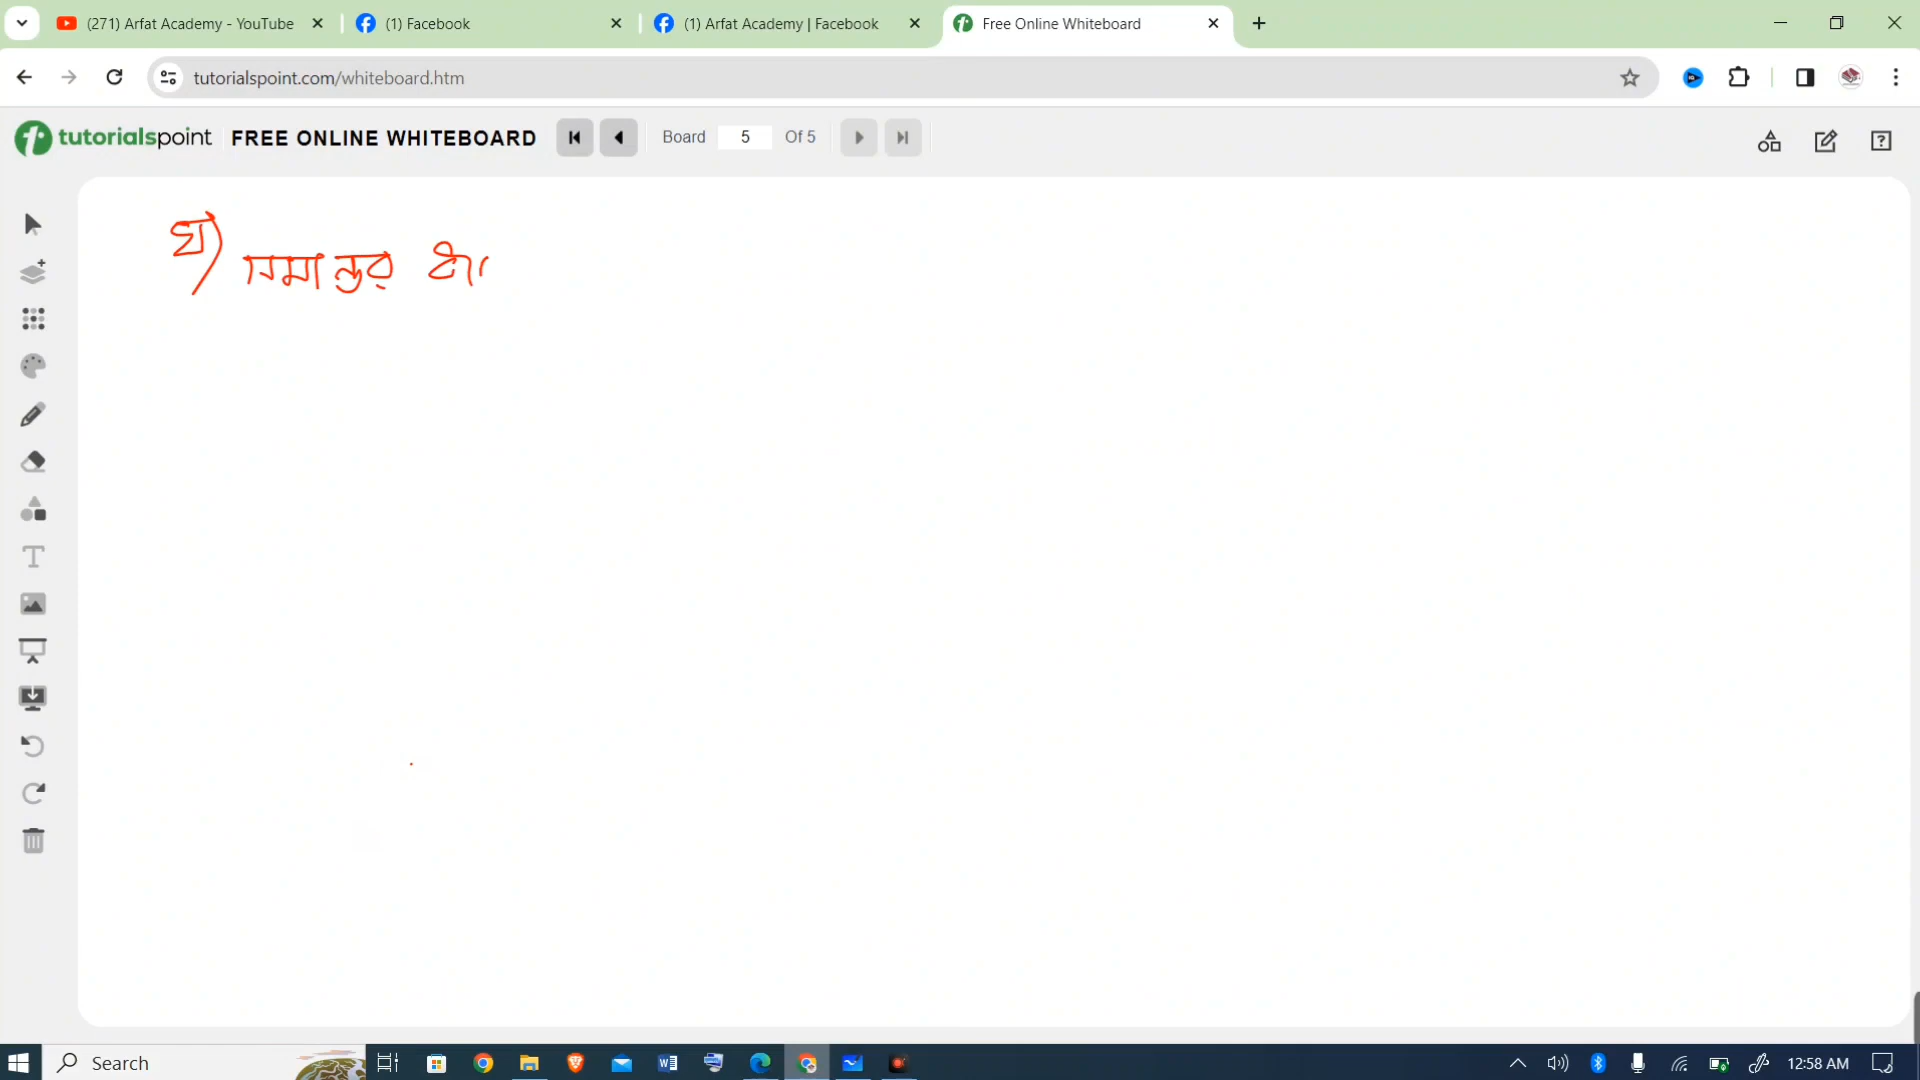 (271) Arfat Academy - YouTube
(1) Facebook
(1) Arfat Academy | Facebook
Free Online Whiteboard
tutorialspoint.com/whiteboard.htm
tutorialspoint
FREE ONLINE WHITEBOARD
Board 5 Of 5
ঘ)
সমান্তর
Search
12:58 AM